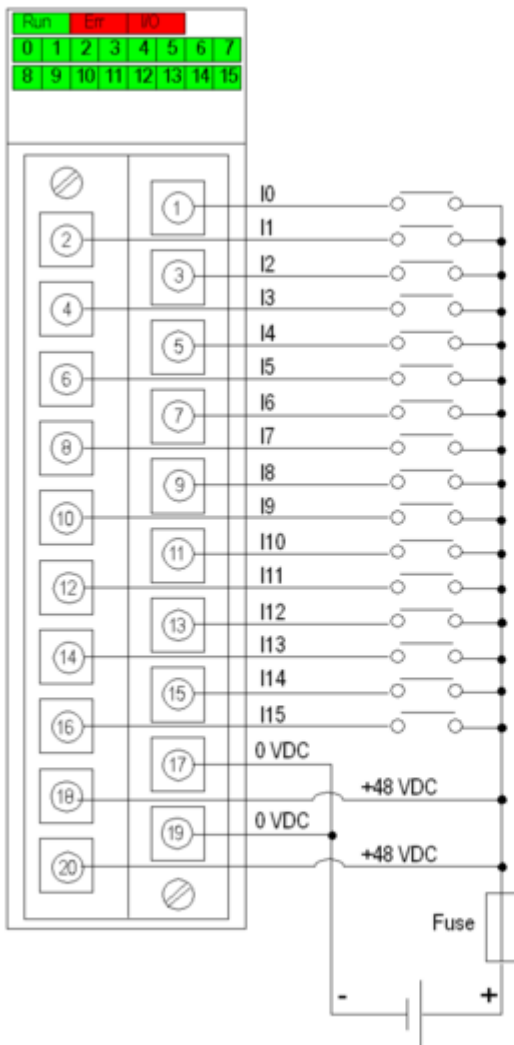 Run Err I/O
0 1 2 3 4 5 6 7
8 9 10 11 12 13 14 15
1 I0
2 I1
3 I2
4 I3
5 I4
6 I5
7 I6
8 I7
9 I8
10 I9
11 I10
12 I11
13 I12
14 I13
15 I14
16 I15
17 0 VDC
18 +48 VDC
19 0 VDC
20 +48 VDC
Fuse
- +